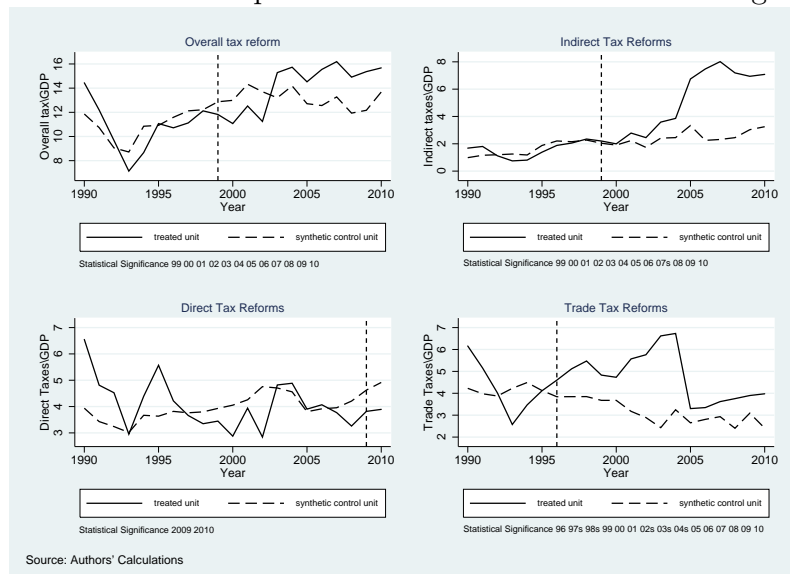 Overall tax reform
Overall tax\GDP
8 10 12 14 16
1990 1995 2000 2005 2010
Year
treated unit synthetic control unit
Statistical Significance 99 00 01 02 03 04 05 06 07 08 09 10
Indirect Tax Reforms
Indirect taxes\GDP
0 2 4 6 8
1990 1995 2000 2005 2010
Year
treated unit synthetic control unit
Statistical Significance 99 00 01 02 03 04 05 06 07s 08 09 10
Direct Tax Reforms
Direct Taxes\GDP
3 4 5 6 7
1990 1995 2000 2005 2010
Year
treated unit synthetic control unit
Statistical Significance 2009 2010
Trade Tax Reforms
Trade Taxes\GDP
2 3 4 5 6 7
1990 1995 2000 2005 2010
Year
treated unit synthetic control unit
Statistical Significance 96 97s 98s 99 00 01 02s 03s 04s 05 06 07 08 09 10
Source: Authors' Calculations